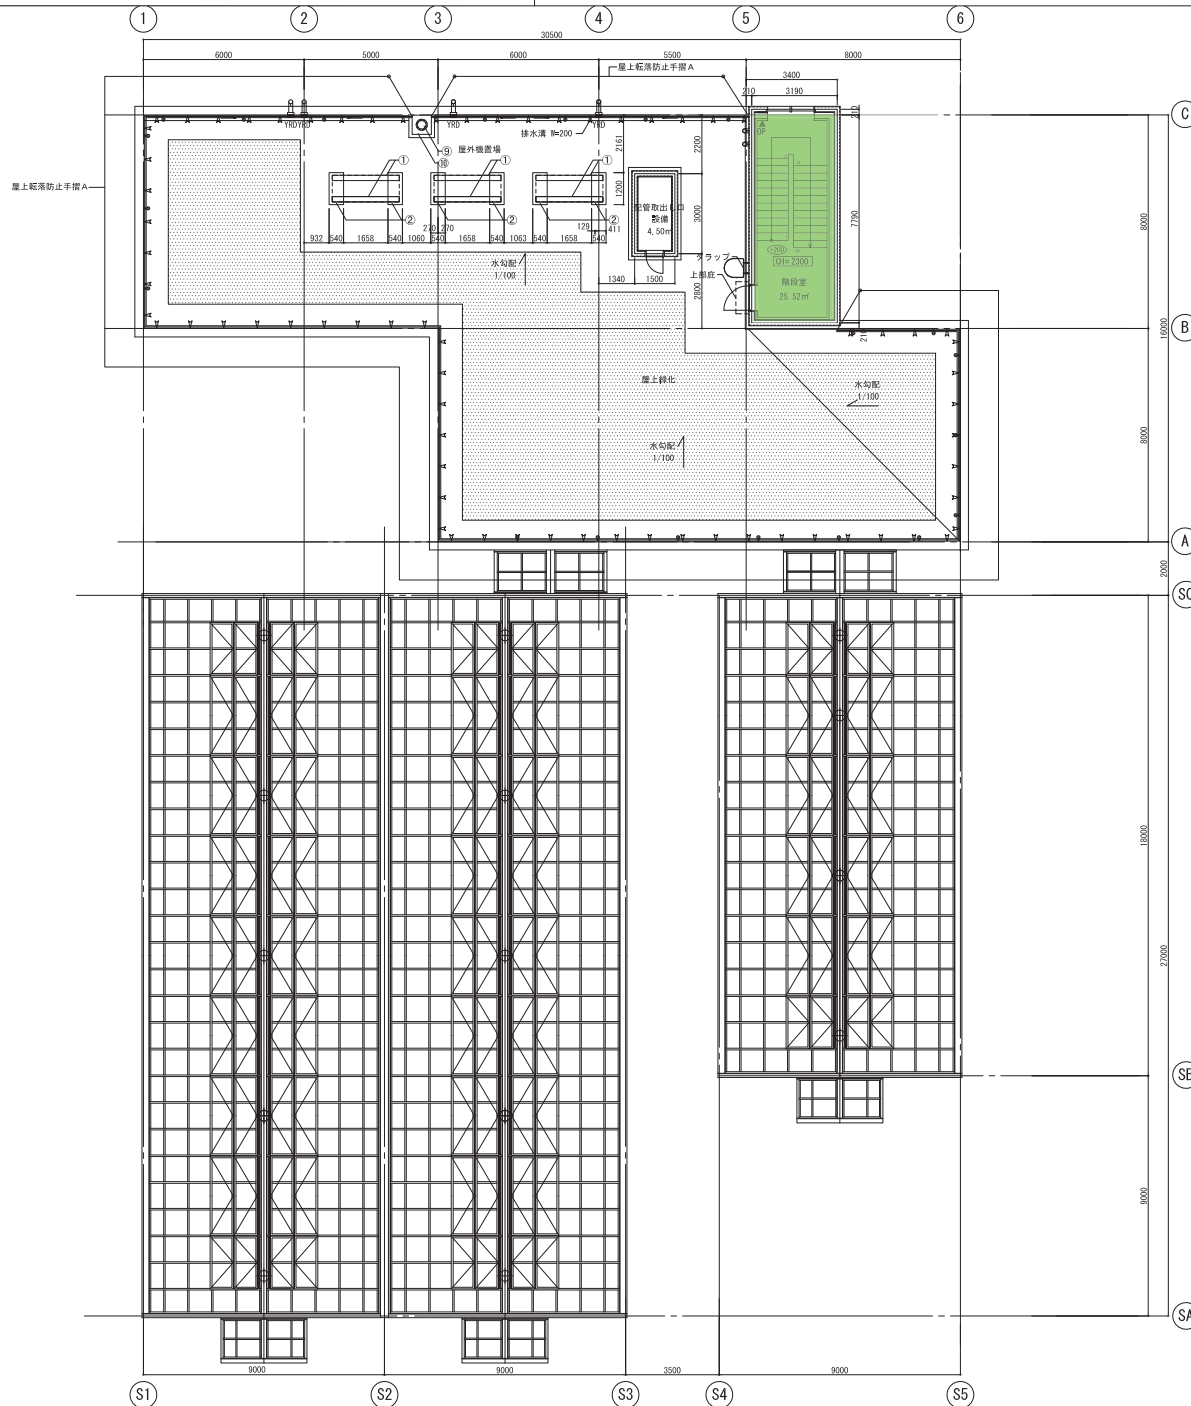 1
2
3
4
5
6
30500
6000
5000
6000
5500
8000
屋上転落防止手摺A
3400
210
3190
210
C
YRD
YRD
YRD
YRD
排水溝 W=200
OP
⑨
屋外機置場
⑩
①
①
①
2161
2200
屋上転落防止手摺A
1200
配管取出し口
設備
4.50㎡
3000
7790
8000
②
②
②
270
270
129
411
932
540
1658
540
1060
540
1658
540
1063
540
1658
540
+200
CH=2300
タラップ
上部庇
階段室
25.52㎡
水勾配
1/100
1340
1500
2800
210
B
16000
屋上緑化
水勾配
1/100
水勾配
1/100
8000
A
2000
SC
18000
27000
SB
9000
SA
9000
9000
3500
9000
S1
S2
S3
S4
S5